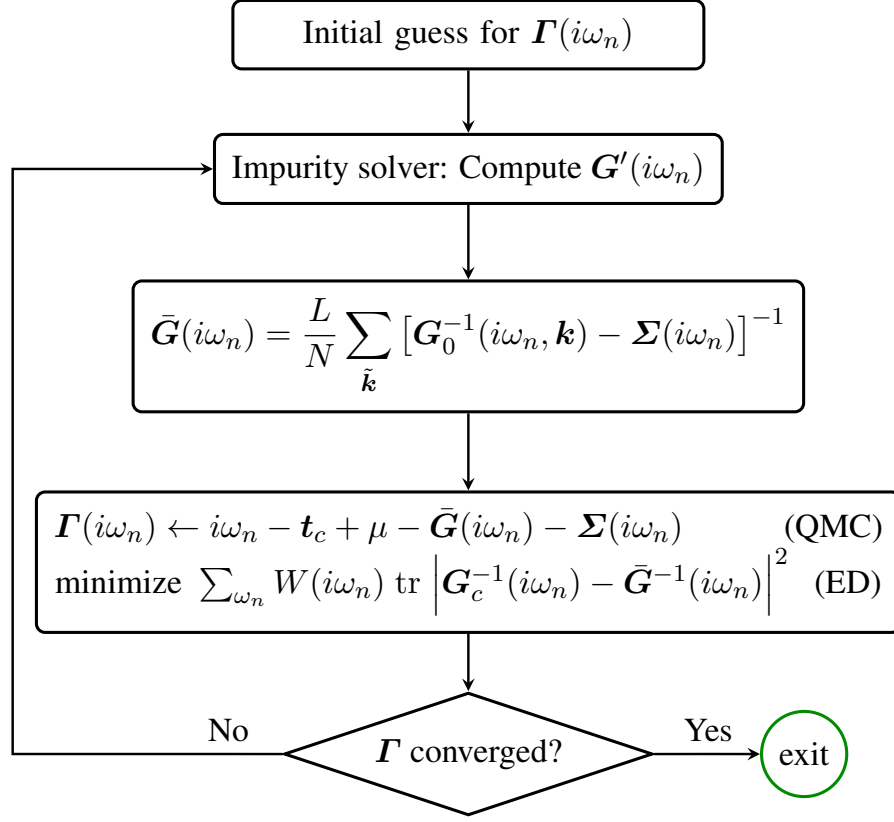 Initial guess for 𝜞(iωₙ)
Impurity solver: Compute 𝑮′(iωₙ)
𝑮̄(iωₙ) = L/N ∑_𝒌̃ [𝑮₀⁻¹(iωₙ, 𝒌) − 𝜮(iωₙ)]⁻¹
𝜞(iωₙ) ← iωₙ − 𝒕_c + μ − 𝑮̄(iωₙ) − 𝜮(iωₙ) (QMC)
minimize ∑_ωₙ W(iωₙ) tr |𝑮_c⁻¹(iωₙ) − 𝑮̄⁻¹(iωₙ)|² (ED)
No
𝜞 converged?
Yes
exit